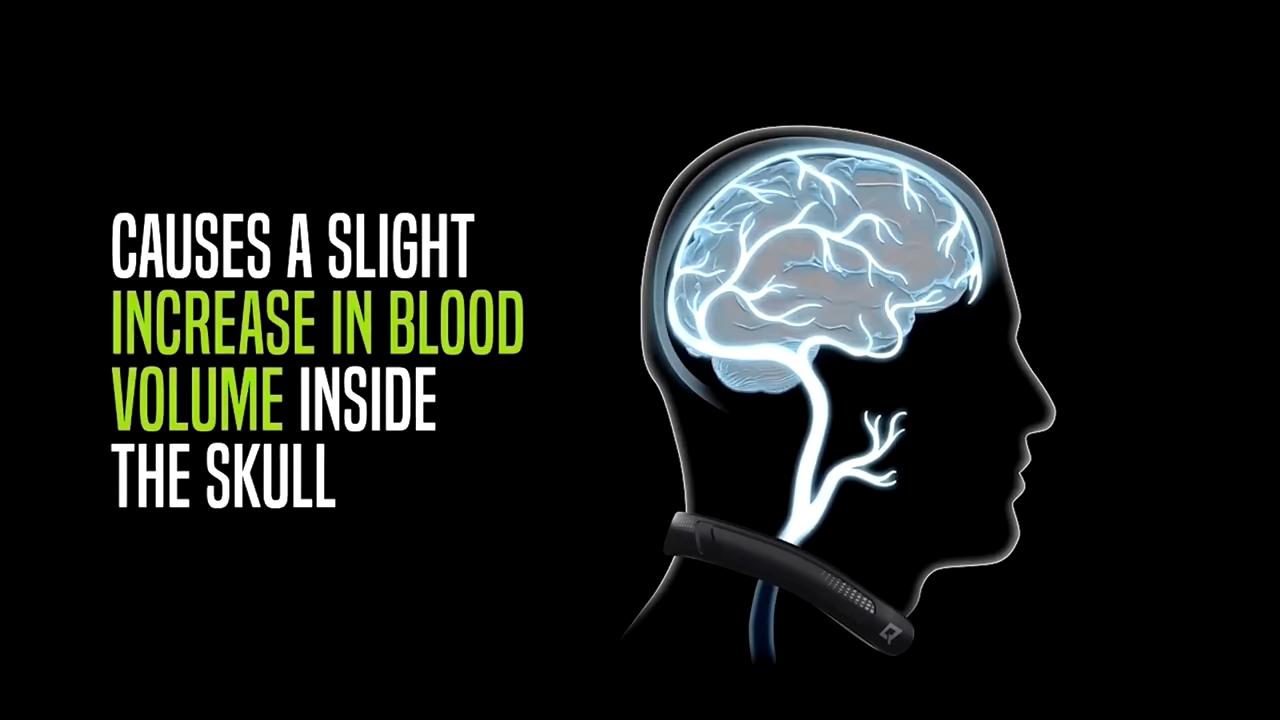 CAUSES A SLIGHT
INCREASE IN BLOOD
VOLUME INSIDE
THE SKULL